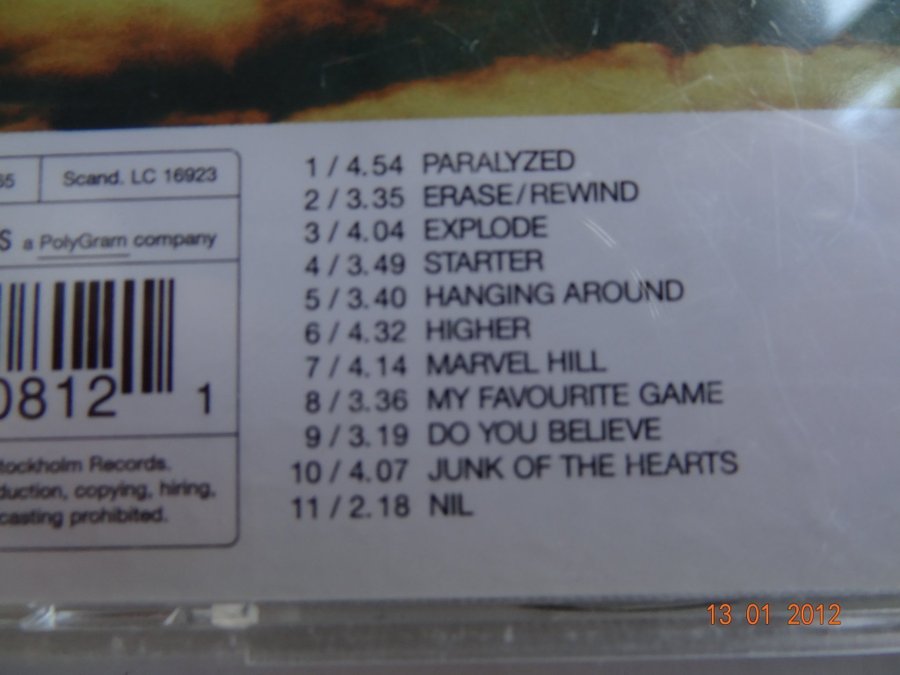 65
Scand. LC 16923
S a PolyGram company
0812 1
tockholm Records.
duction, copying, hiring,
casting prohibited.
1 / 4.54 PARALYZED
2 / 3.35 ERASE/REWIND
3 / 4.04 EXPLODE
4 / 3.49 STARTER
5 / 3.40 HANGING AROUND
6 / 4.32 HIGHER
7 / 4.14 MARVEL HILL
8 / 3.36 MY FAVOURITE GAME
9 / 3.19 DO YOU BELIEVE
10 / 4.07 JUNK OF THE HEARTS
11 / 2.18 NIL
13 01 2012